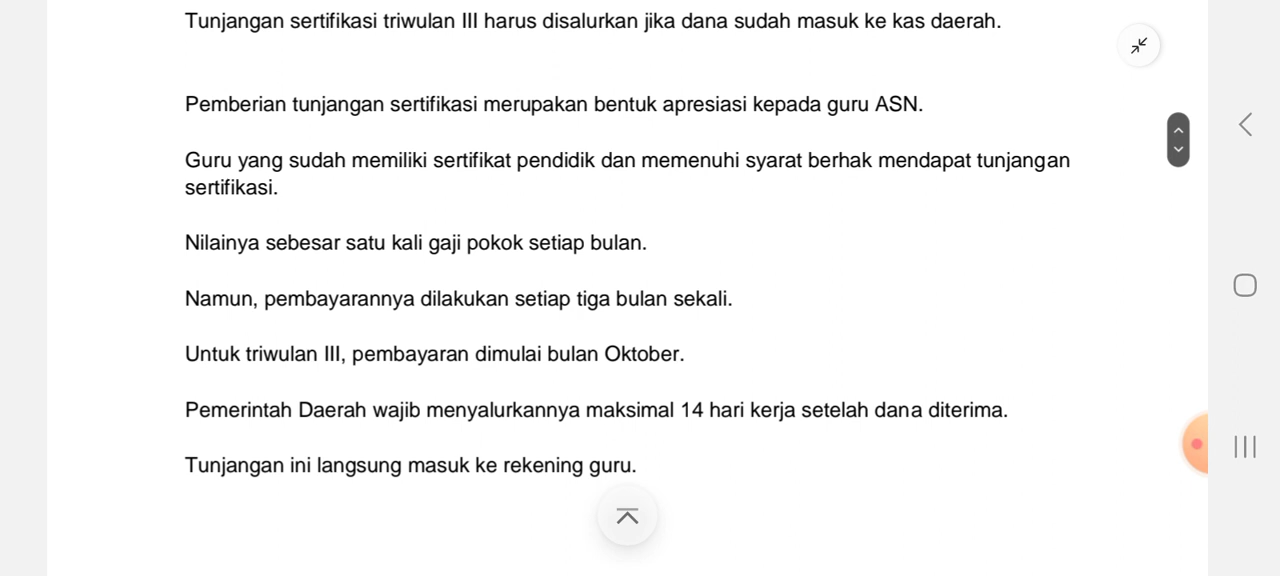 Tunjangan sertifikasi triwulan III harus disalurkan jika dana sudah masuk ke kas daerah.
Pemberian tunjangan sertifikasi merupakan bentuk apresiasi kepada guru ASN.
Guru yang sudah memiliki sertifikat pendidik dan memenuhi syarat berhak mendapat tunjangan
sertifikasi.
Nilainya sebesar satu kali gaji pokok setiap bulan.
Namun, pembayarannya dilakukan setiap tiga bulan sekali.
Untuk triwulan III, pembayaran dimulai bulan Oktober.
Pemerintah Daerah wajib menyalurkannya maksimal 14 hari kerja setelah dana diterima.
Tunjangan ini langsung masuk ke rekening guru.